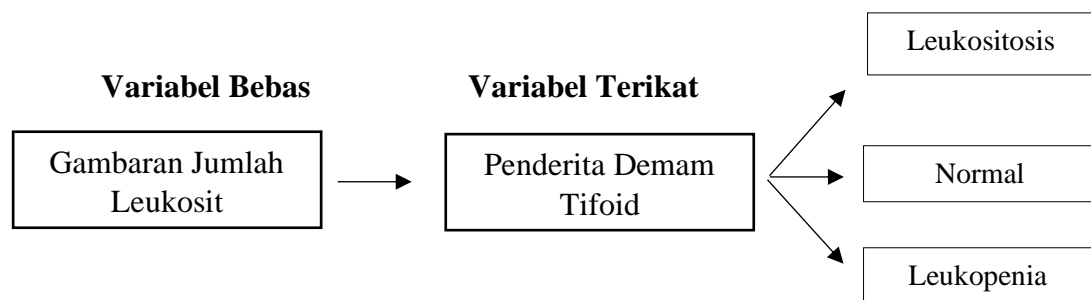 Leukositosis
Variabel Bebas
Variabel Terikat
Gambaran Jumlah
Leukosit
Penderita Demam
Tifoid
Normal
Leukopenia